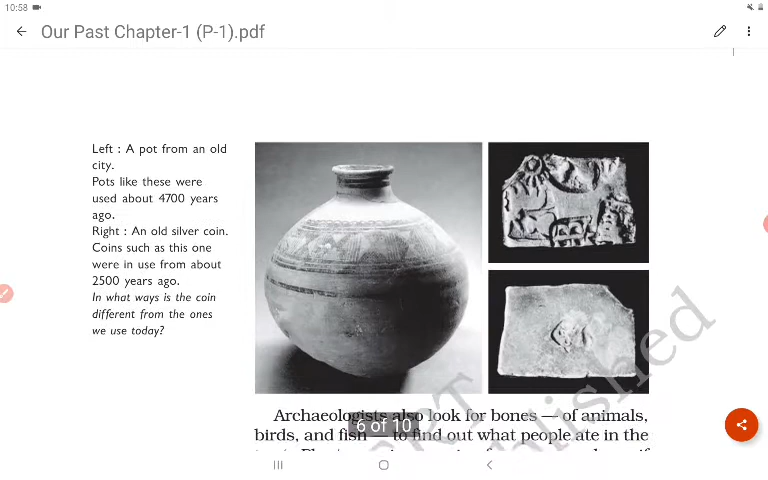 10:58
Our Past Chapter-1 (P-1).pdf
Left : A pot from an old
city.
Pots like these were
used about 4700 years
ago.
Right : An old silver coin.
Coins such as this one
were in use from about
2500 years ago.
In what ways is the coin
different from the ones
we use today?
Archaeologists also look for bones — of animals,
birds, and fish — to find out what people ate in the
6 of 10